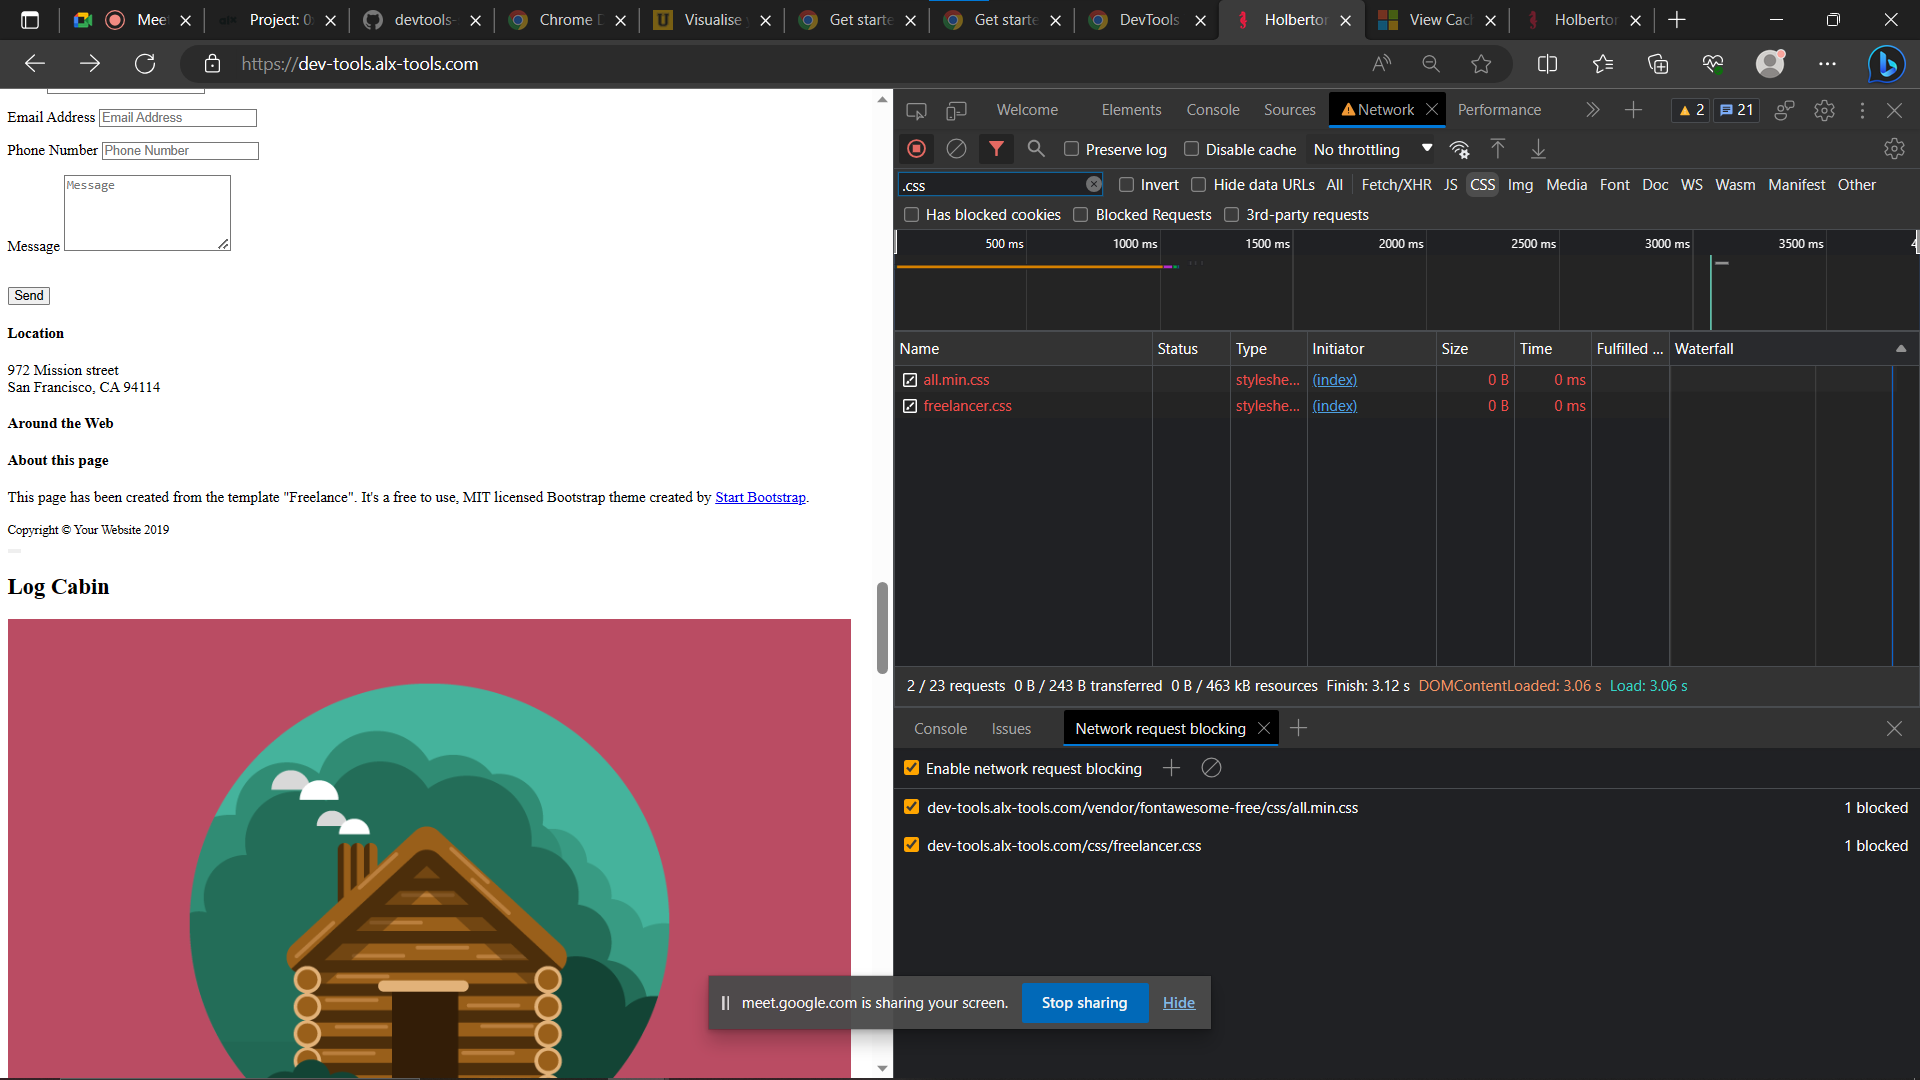 Mee
Project: 0
devtools-
Chrome D
Visualise
Get starte
Get starte
DevTools
Holberton
View Cac
Holberton
https://dev-tools.alx-tools.com
Email Address Email Address
Phone Number Phone Number
Message
Message
Send
Location
972 Mission street
San Francisco, CA 94114
Around the Web
About this page
This page has been created from the template "Freelance". It's a free to use, MIT licensed Bootstrap theme created by Start Bootstrap.
Copyright © Your Website 2019
Log Cabin
Welcome Elements Console Sources Network Performance 2 21
Preserve log Disable cache No throttling
.css Invert Hide data URLs All Fetch/XHR JS CSS Img Media Font Doc WS Wasm Manifest Other
Has blocked cookies Blocked Requests 3rd-party requests
500 ms 1000 ms 1500 ms 2000 ms 2500 ms 3000 ms 3500 ms 4
Name Status Type Initiator Size Time Fulfilled ... Waterfall
all.min.css styleshe... (index) 0 B 0 ms
freelancer.css styleshe... (index) 0 B 0 ms
2 / 23 requests 0 B / 243 B transferred 0 B / 463 kB resources Finish: 3.12 s DOMContentLoaded: 3.06 s Load: 3.06 s
Console Issues Network request blocking
Enable network request blocking
dev-tools.alx-tools.com/vendor/fontawesome-free/css/all.min.css 1 blocked
dev-tools.alx-tools.com/css/freelancer.css 1 blocked
meet.google.com is sharing your screen. Stop sharing Hide